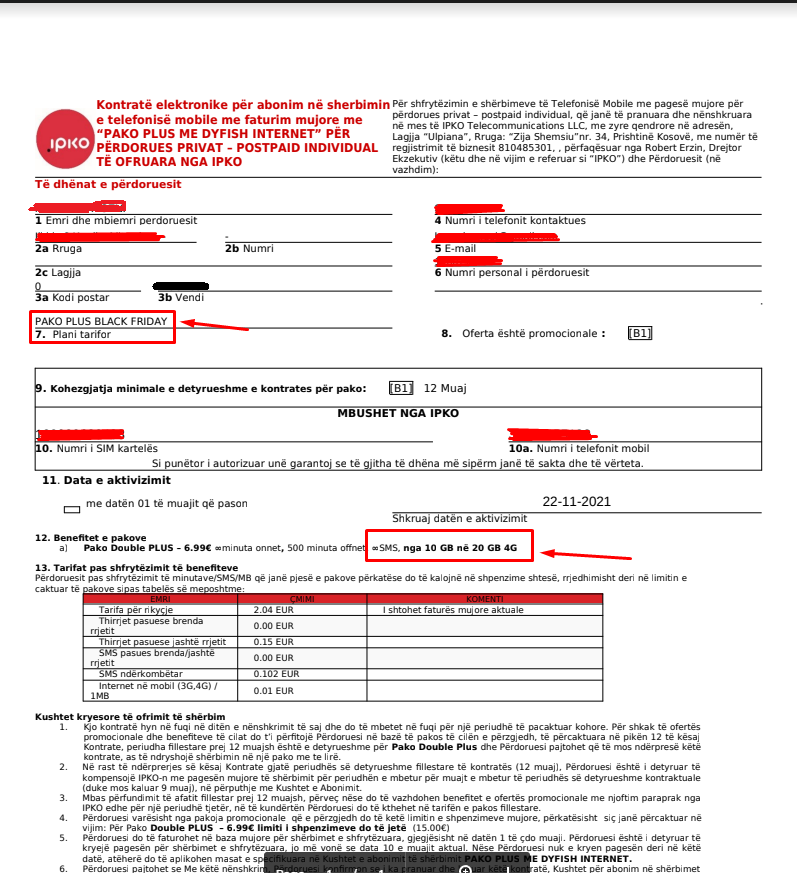 Kontratë elektronike për abonim në sherbimin
e telefonisë mobile me faturim mujore me
“PAKO PLUS ME DYFISH INTERNET” PËR
PËRDORUES PRIVAT – POSTPAID INDIVIDUAL
TË OFRUARA NGA IPKO
ipko
Për shfrytëzimin e shërbimeve të Telefonisë Mobile me pagesë mujore për
përdorues privat – postpaid individual, që janë të pranuara dhe nënshkruara
në mes të IPKO Telecommunications LLC, me zyre qendrore në adresën,
Lagjja "Ulpiana", Rruga: "Zija Shemsiu"nr. 34, Prishtinë Kosovë, me numër të
regjistrimit të biznesit 810485301, , përfaqësuar nga Robert Erzin, Drejtor
Ekzekutiv (këtu dhe në vijim e referuar si “IPKO”) dhe Përdoruesit (në
vazhdim):
Të dhënat e përdoruesit
1 Emri dhe mbiemri perdoruesit
4 Numri i telefonit kontaktues
-
2a Rruga
2b Numri
5 E-mail
2c Lagjja
6 Numri personal i përdoruesit
0
3a Kodi postar
3b Vendi
PAKO PLUS BLACK FRIDAY
7. Plani tarifor
8. Oferta është promocionale :
[B1]
9. Kohezgjatja minimale e detyrueshme e kontrates për pako:
[B1] 12 Muaj
MBUSHET NGA IPKO
10. Numri i SIM kartelës
10a. Numri i telefonit mobil
Si punëtor i autorizuar unë garantoj se të gjitha të dhëna më sipërm janë të sakta dhe të vërteta.
11. Data e aktivizimit
me datën 01 të muajit që pason
22-11-2021
Shkruaj datën e aktivizimit
12. Benefitet e pakove
a) Pako Double PLUS – 6.99€ ∞minuta onnet, 500 minuta offnet, ∞SMS, nga 10 GB në 20 GB 4G
13. Tarifat pas shfrytëzimit të benefiteve
Përdoruesit pas shfrytëzimit të minutave/SMS/MB që janë pjesë e pakove përkatëse do të kalojnë në shpenzime shtesë, rrjedhimisht deri në limitin e
caktuar të pakove sipas tabelës së meposhtme:
EMRI ÇMIMI KOMENTI
Tarifa për rikyçje 2.04 EUR I shtohet faturës mujore aktuale
Thirrjet pasuese brenda
rrjetit
0.00 EUR
Thirrjet pasuese jashtë rrjetit 0.15 EUR
SMS pasues brenda/jashtë
rrjetit
0.00 EUR
SMS ndërkombëtar 0.102 EUR
Internet në mobil (3G,4G) /
1MB
0.01 EUR
Kushtet kryesore të ofrimit të shërbim
1. Kjo kontratë hyn në fuqi në ditën e nënshkrimit të saj dhe do të mbetet në fuqi për një periudhë të pacaktuar kohore. Për shkak të ofertës
promocionale dhe benefiteve të cilat do t'i përfitojë Përdoruesi në bazë të pakos të cilën e përzgjedh, të përcaktuara në pikën 12 të kësaj
Kontrate, periudha fillestare prej 12 muajsh është e detyrueshme për Pako Double Plus dhe Përdoruesi pajtohet që të mos ndërpresë këtë
kontratë, as të ndryshojë shërbimin në një pako me te lirë.
2. Në rast të ndërprerjes së kësaj Kontrate gjatë periudhës së detyrueshme fillestare të kontratës (12 muaj), Përdoruesi është i detyruar të
kompensojë IPKO-n me pagesën mujore të shërbimit për periudhën e mbetur për muajt e mbetur të periudhës së detyrueshme kontraktuale
(duke mos kaluar 9 muaj), në përputhje me Kushtet e Abonimit.
3. Mbas përfundimit të afatit fillestar prej 12 muajsh, përveç nëse do të vazhdohen benefitet e ofertës promocionale me njoftim paraprak nga
IPKO edhe për një periudhë tjetër, në të kundërtën Përdoruesi do të kthehet në tarifën e pakos fillestare.
4. Përdoruesi varësisht nga pakoja promocionale që e përzgjedh do të ketë limitin e shpenzimeve mujore, përshatësisht siç janë përcaktuar në
vijim: Për Pako Double PLUS – 6.99€ limiti i shpenzimeve do të jetë (15.00€)
5. Përdoruesi do të faturohet në baza mujore për shërbimet e shfrytëzuara, gjegjësisht në datën 1 të çdo muaji. Përdoruesi është i detyruar të
kryejë pagesën për shërbimet e shfrytëzuara, jo më vonë se data 10 e muajit aktual. Nëse Përdoruesi nuk e kryen pagesën deri në këtë
datë, atëherë do të aplikohen masat e specifikuara në Kushtet e abonimit të shërbimit PAKO PLUS ME DYFISH INTERNET.
6. Përdoruesi pajtohet se Me këtë nënshkrim, Përdoruesi konfirmon se i ka pranuar dhe kuptuar këtë kontratë, Kushtet për abonim në shërbimet